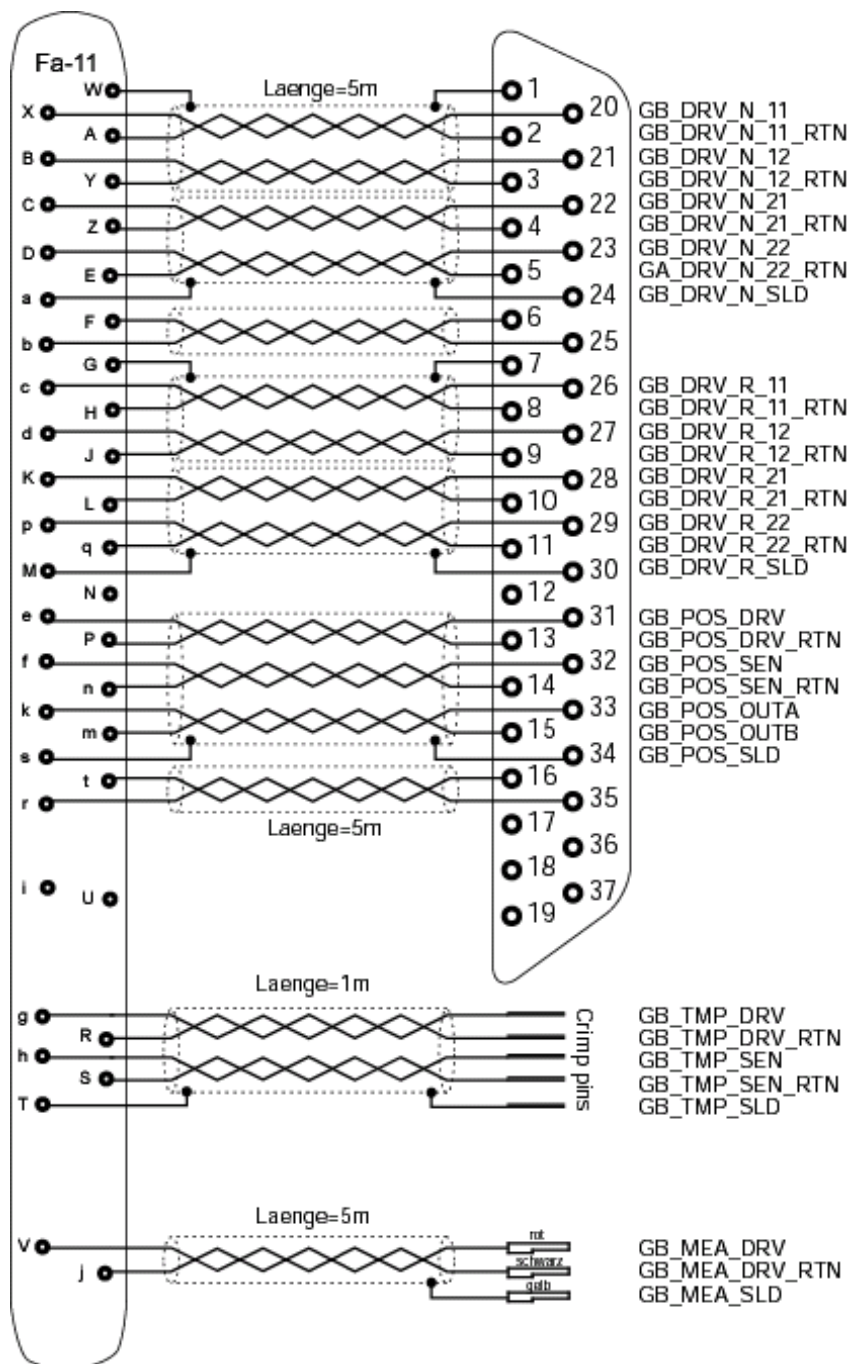 Fa-11
Laenge=5m
W 1
X 20 GB_DRV_N_11
A 2 GB_DRV_N_11_RTN
B 21 GB_DRV_N_12
Y 3 GB_DRV_N_12_RTN
C 22 GB_DRV_N_21
Z 4 GB_DRV_N_21_RTN
D 23 GB_DRV_N_22
E 5 GA_DRV_N_22_RTN
a 24 GB_DRV_N_SLD
F 6
b 25
G 7
c 26 GB_DRV_R_11
H 8 GB_DRV_R_11_RTN
d 27 GB_DRV_R_12
J 9 GB_DRV_R_12_RTN
K 28 GB_DRV_R_21
L 10 GB_DRV_R_21_RTN
p 29 GB_DRV_R_22
q 11 GB_DRV_R_22_RTN
M 30 GB_DRV_R_SLD
N 12
e 31 GB_POS_DRV
P 13 GB_POS_DRV_RTN
f 32 GB_POS_SEN
n 14 GB_POS_SEN_RTN
k 33 GB_POS_OUTA
m 15 GB_POS_OUTB
s 34 GB_POS_SLD
t 16
r 35
Laenge=5m
17
36
18
i 37
U 19
Laenge=1m
g GB_TMP_DRV
R GB_TMP_DRV_RTN
h GB_TMP_SEN
S GB_TMP_SEN_RTN
T GB_TMP_SLD
Crimp pins
Laenge=5m
V rot GB_MEA_DRV
j schwarz GB_MEA_DRV_RTN
gelb GB_MEA_SLD